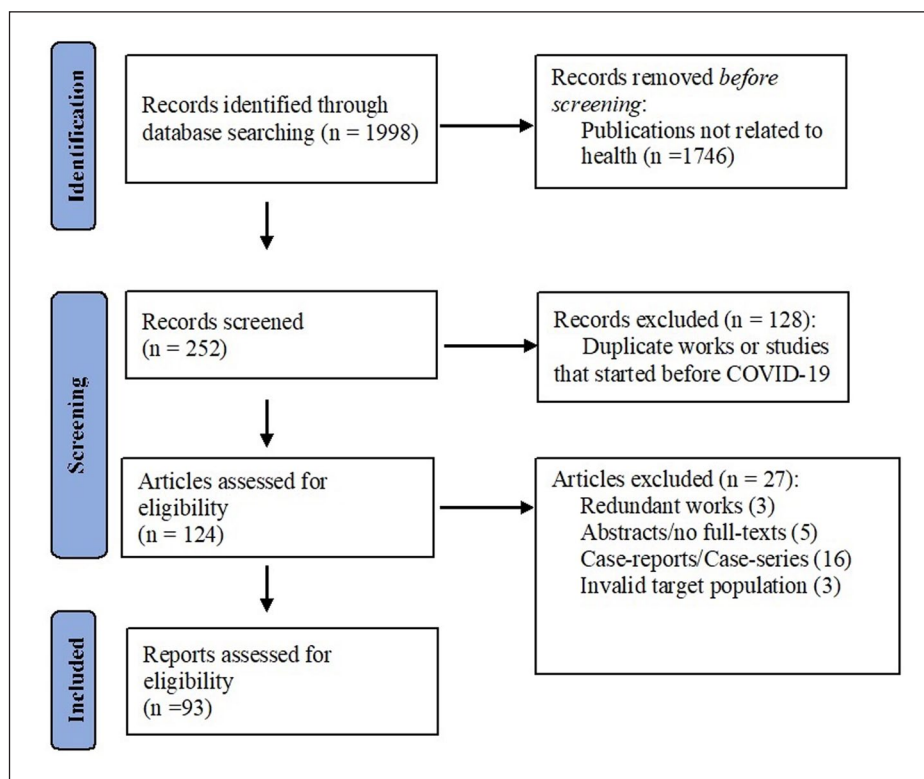 Identification
Records identified through
database searching (n = 1998)
Records removed before
screening:
Publications not related to
health (n =1746)
Screening
Records screened
(n = 252)
Records excluded (n = 128):
Duplicate works or studies
that started before COVID-19
Articles assessed for
eligibility
(n = 124)
Articles excluded (n = 27):
Redundant works (3)
Abstracts/no full-texts (5)
Case-reports/Case-series (16)
Invalid target population (3)
Included
Reports assessed for
eligibility
(n =93)